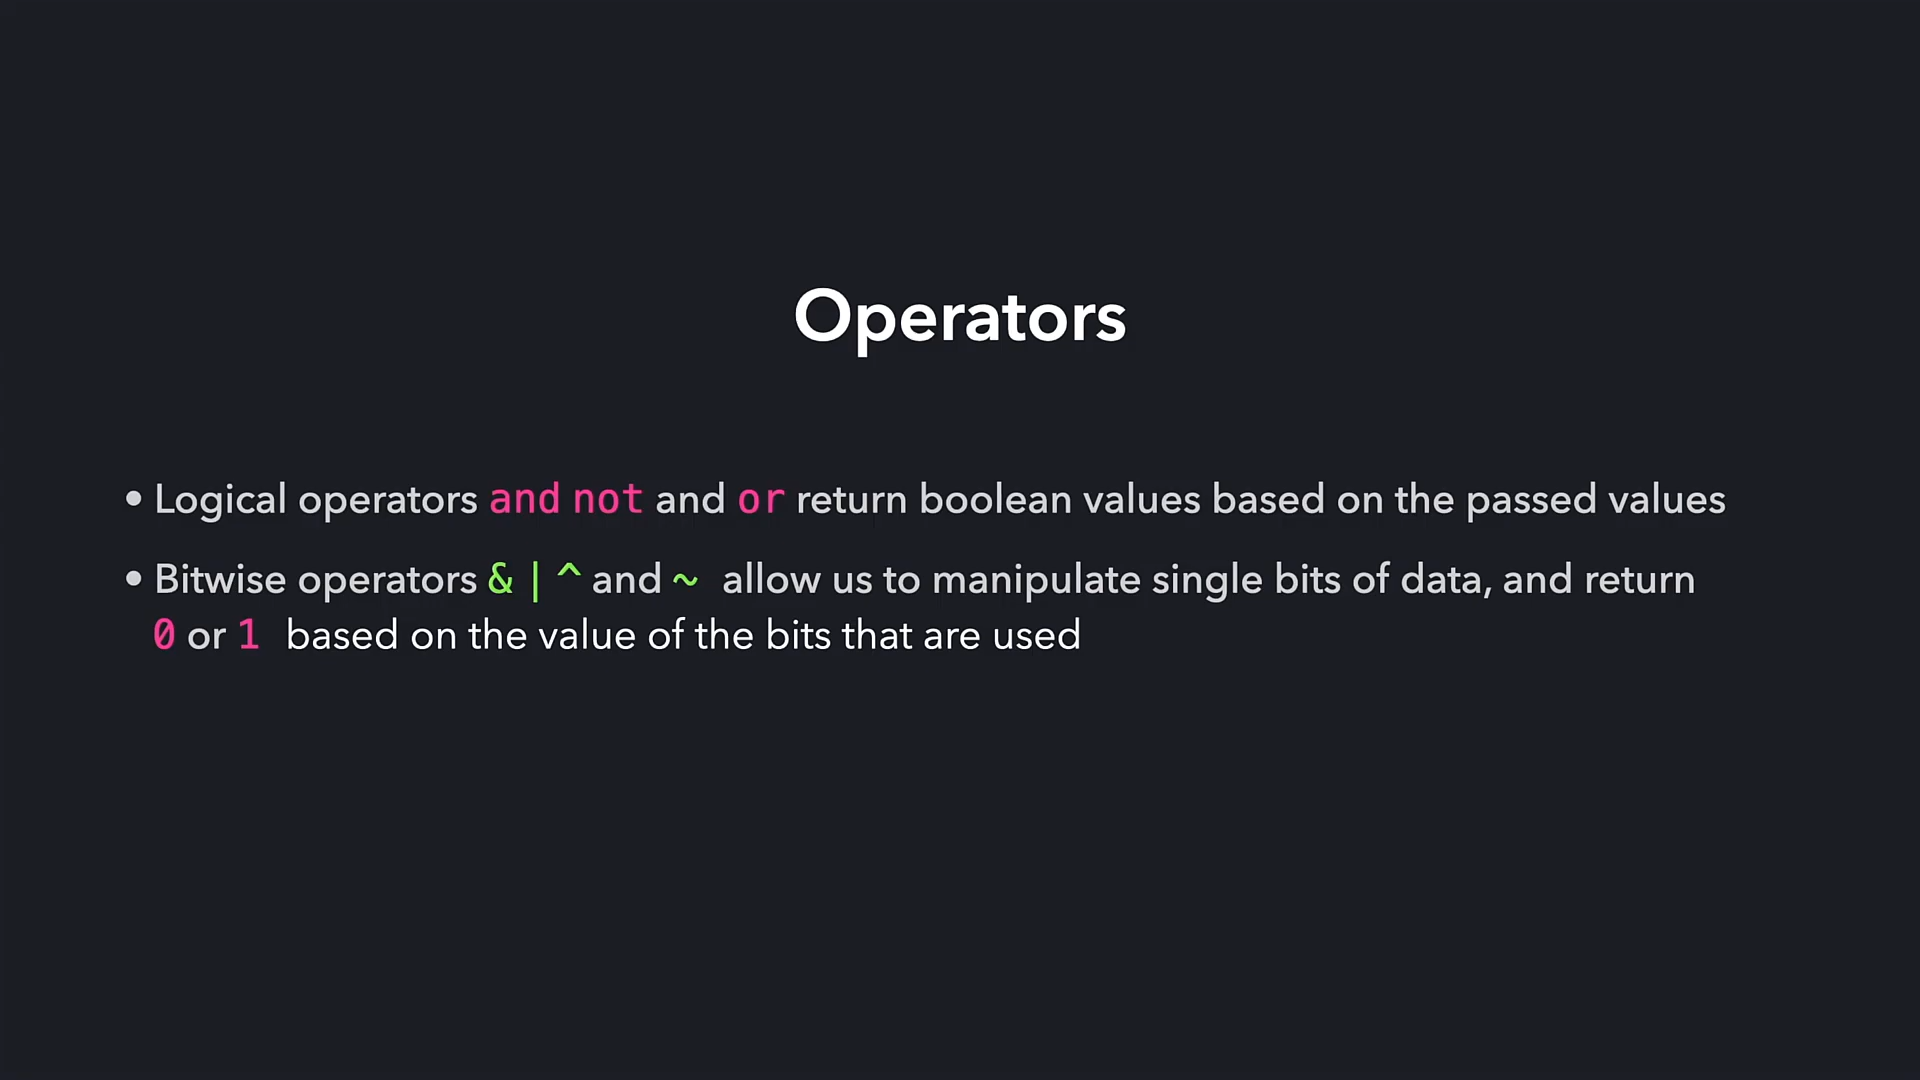 Operators
• Logical operators and not and or return boolean values based on the passed values
• Bitwise operators & | ^ and ~ allow us to manipulate single bits of data, and return
0 or 1 based on the value of the bits that are used